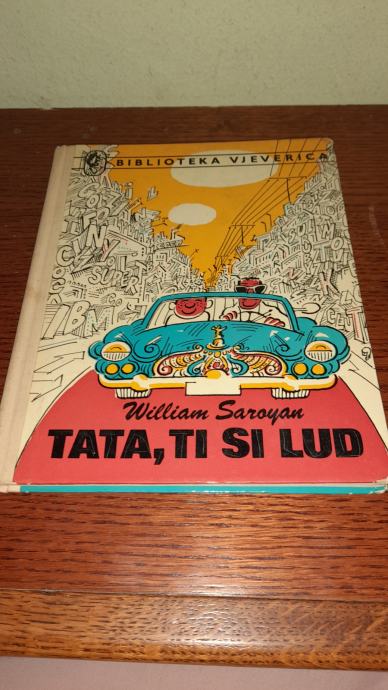 BIBLIOTEKA VJEVERICA
William Saroyan
TATA, TI SI LUD